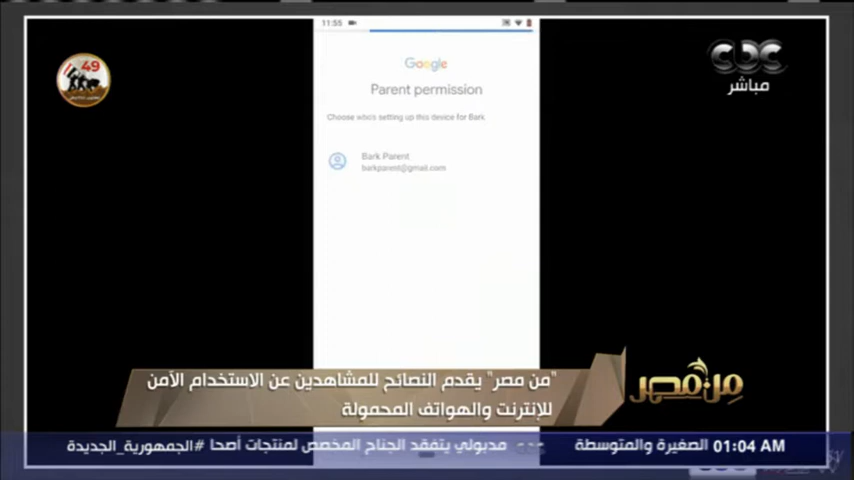 11:55
49
CBC
مباشر
Google
Parent permission
Choose who's setting up this device for Bark
Bark Parent
barkparest@gmail.com
"من مصر" يقدم النصائح للمشاهدين عن الاستخدام الآمن
للإنترنت والهواتف المحمولة
من مصر
01:04 AM الصغيرة والمتوسطة CBC مدبولي يتفقد الجناح المخصص لمنتجات أصحا #الجمهورية_الجديدة